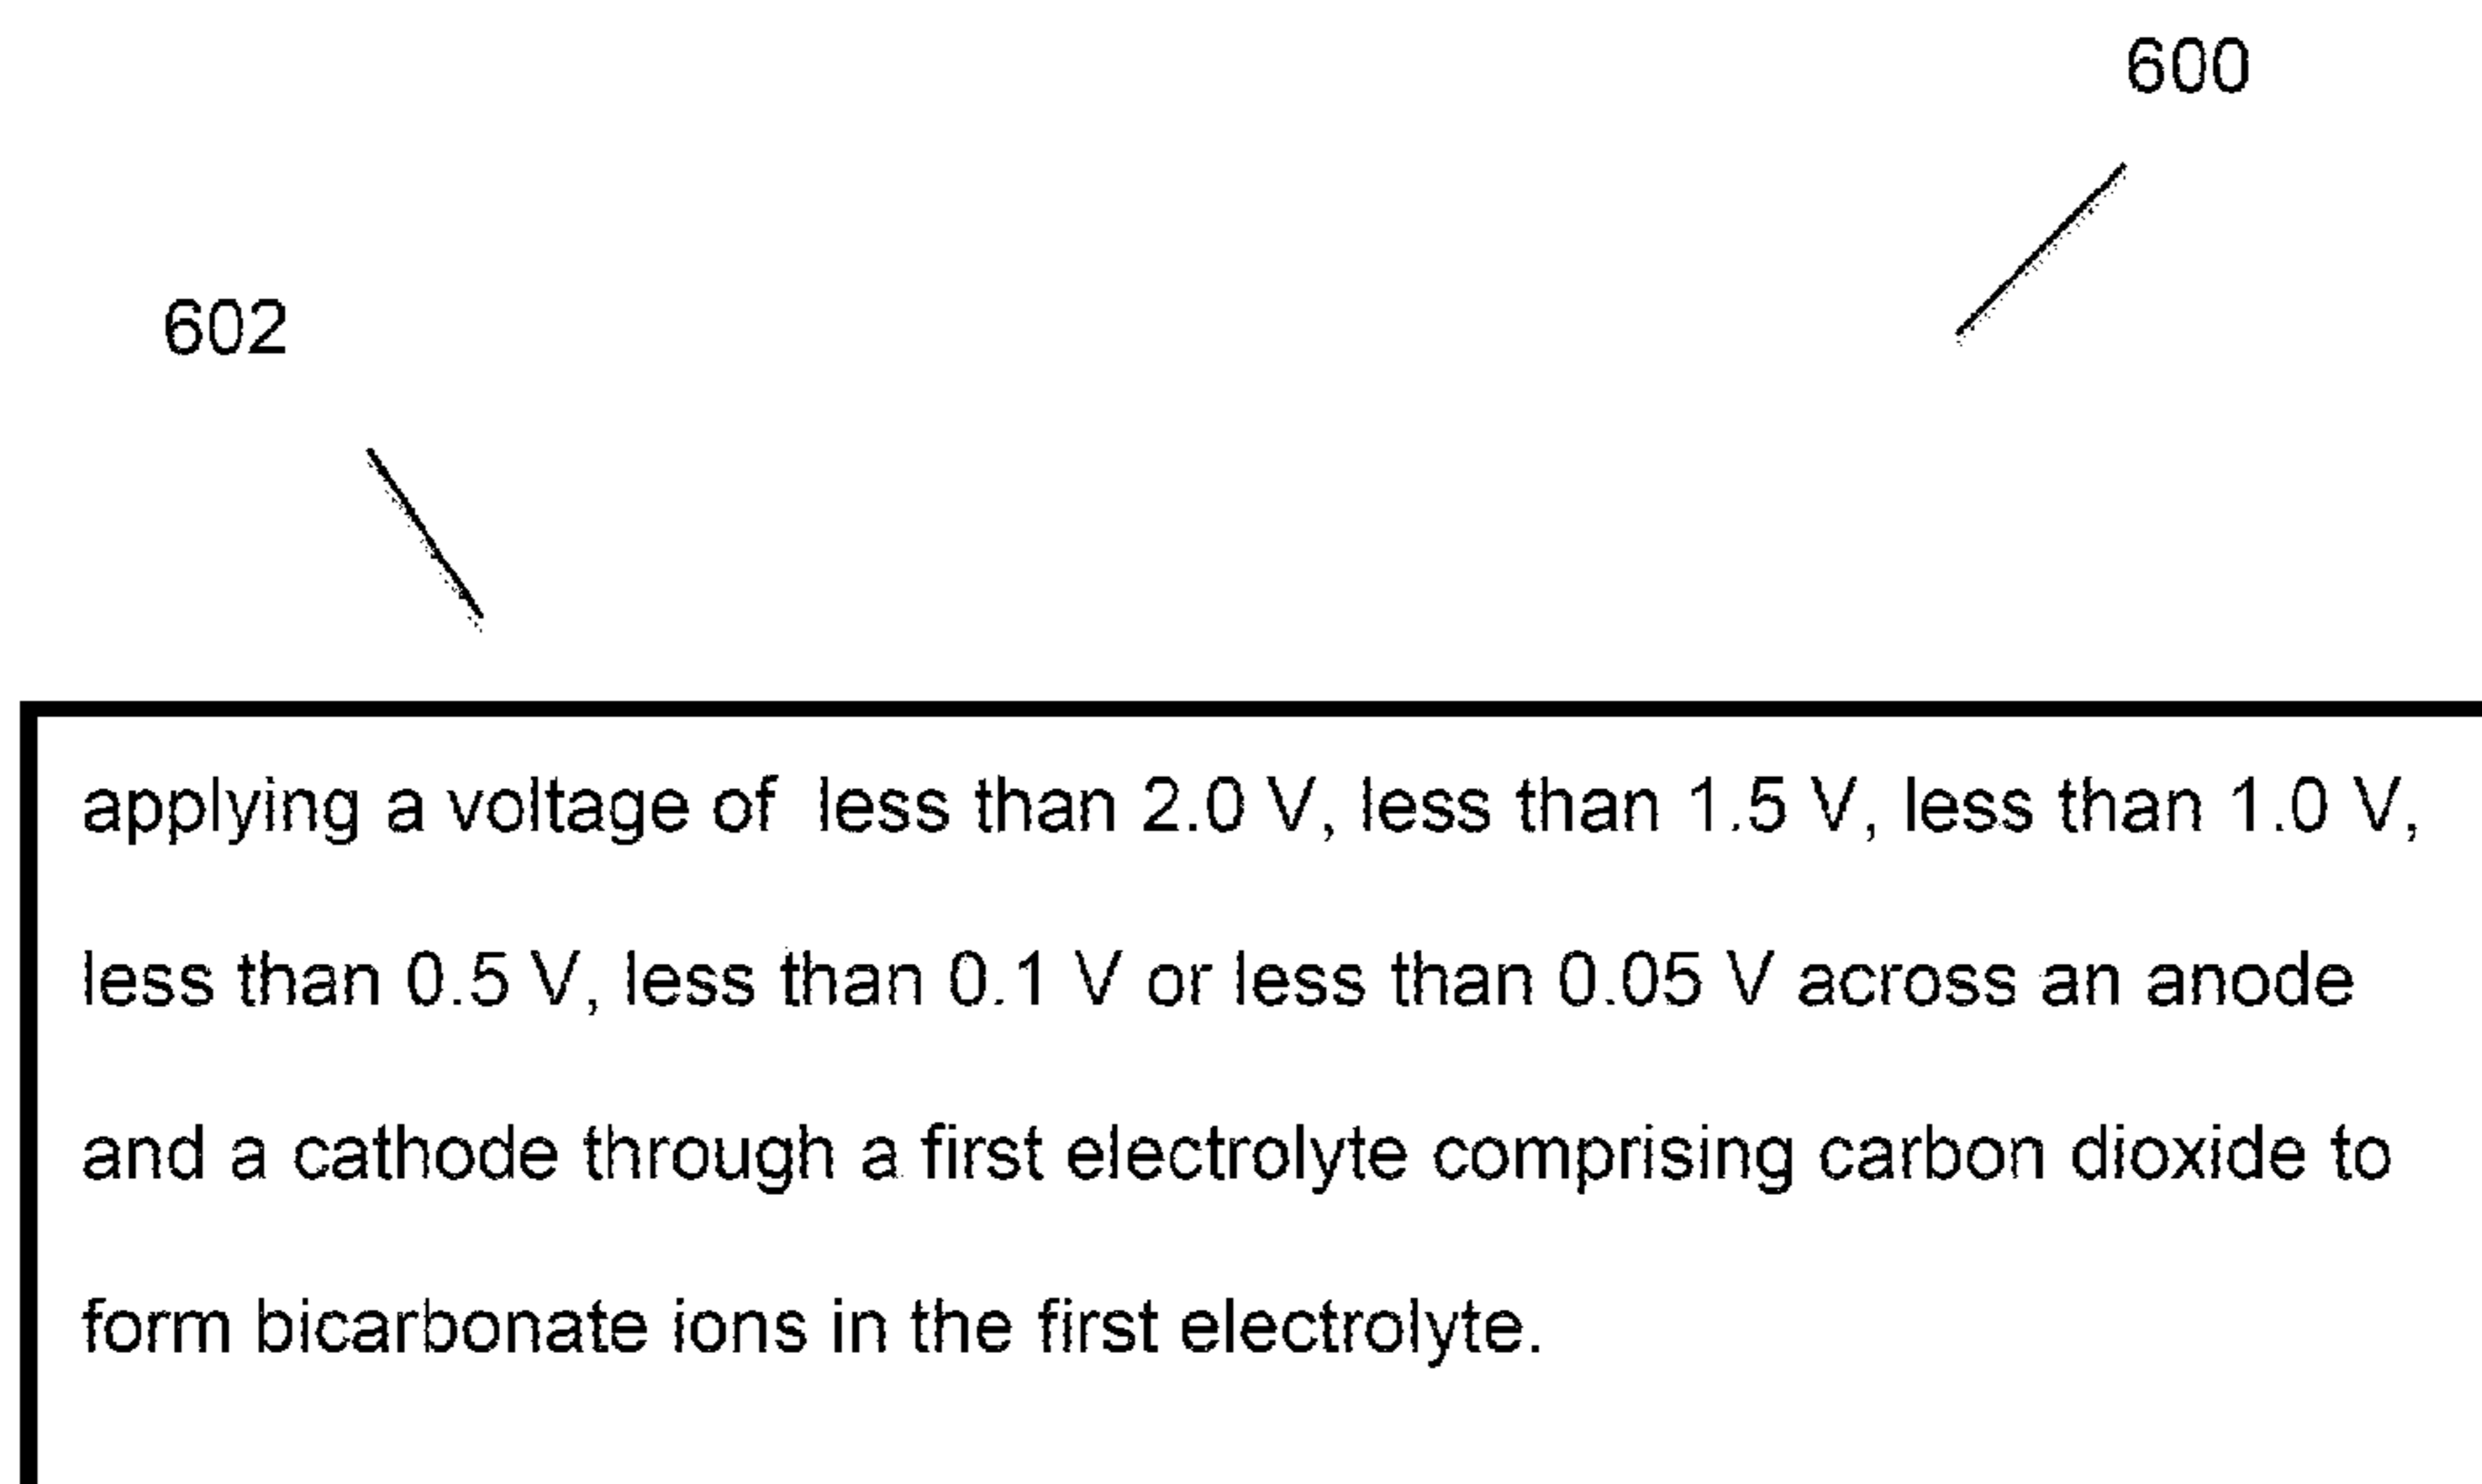 600
602
applying a voltage of less than 2.0 V, less than 1.5 V, less than 1.0 V,
less than 0.5 V, less than 0.1 V or less than 0.05 V across an anode
and a cathode through a first electrolyte comprising carbon dioxide to
form bicarbonate ions in the first electrolyte.